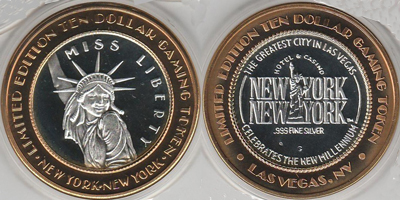 LIMITED EDITION TEN DOLLAR GAMING TOKEN
MISS LIBERTY
• NEW YORK-NEW YORK •
LIMITED EDITION TEN DOLLAR GAMING TOKEN
THE GREATEST CITY IN LAS VEGAS
HOTEL & CASINO
NEW YORK
NEW YORK
.999 FINE SILVER
CELEBRATES THE NEW MILLENNIUM
• LAS VEGAS, NV •